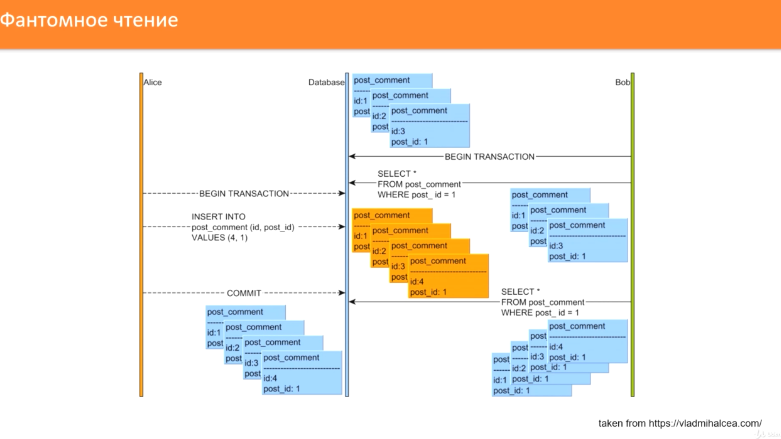 Фантомное чтение
Alice
Database
Bob
post_comment
id:1
post
post_comment
id:2
post
post_comment
id:3
post_id: 1
BEGIN TRANSACTION
SELECT *
FROM post_comment
WHERE post_ id = 1
BEGIN TRANSACTION
INSERT INTO
post_comment (id, post_id)
VALUES (4, 1)
post_comment
id:1
post
post_comment
id:2
post
post_comment
id:3
post
post_comment
id:4
post_id: 1
post_comment
id:1
post
post_comment
id:2
post
post_comment
id:3
post_id: 1
COMMIT
SELECT *
FROM post_comment
WHERE post_ id = 1
post_comment
id:1
post
post_comment
id:2
post
post_comment
id:3
post
post_comment
id:4
post_id: 1
post_comment
id:4
post_id: 1
post
id:3
post_id: 1
post
id:2
post_id: 1
post
id:1
post_id: 1
taken from https://vladmihalcea.com/